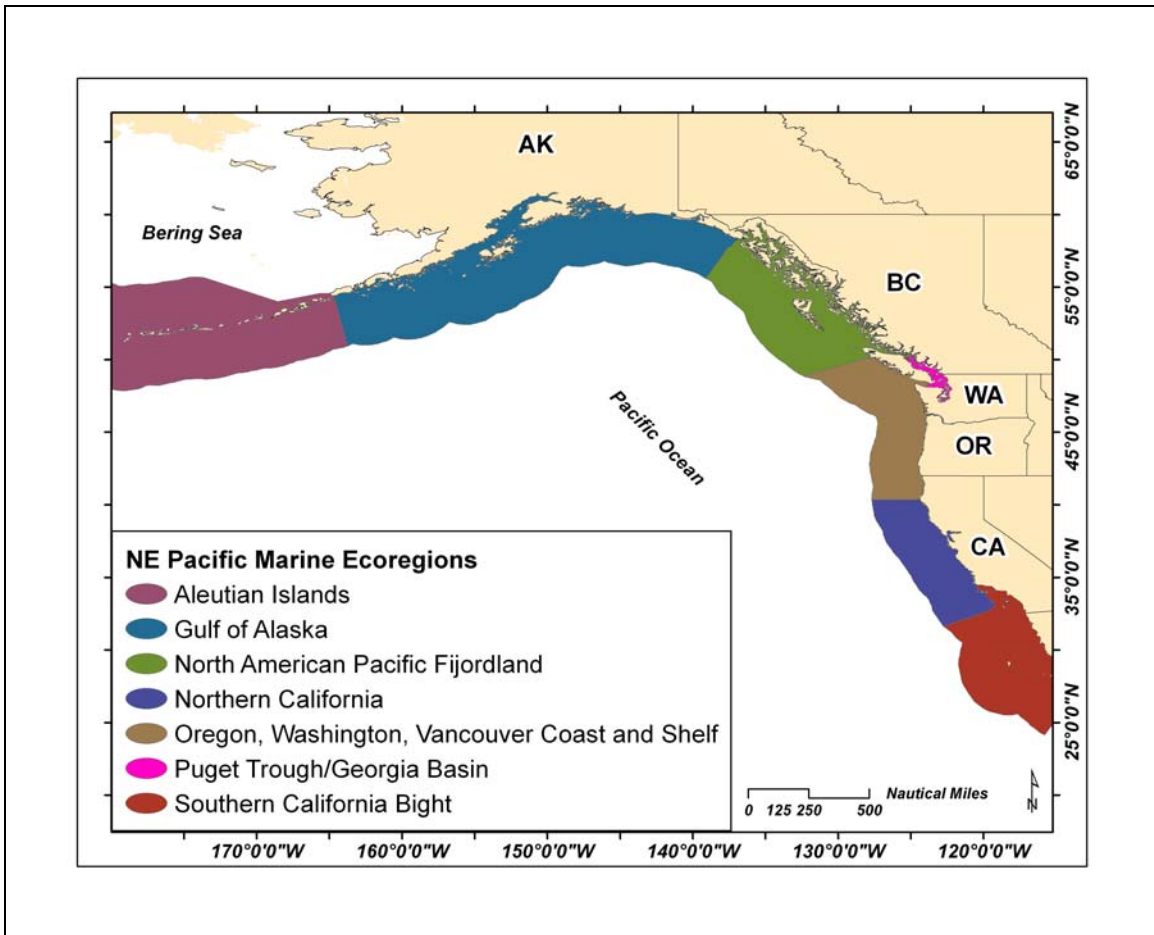 AK
Bering Sea
BC
WA
OR
CA
Pacific Ocean
65°0'0"N
55°0'0"N
45°0'0"N
35°0'0"N
25°0'0"N
NE Pacific Marine Ecoregions
Aleutian Islands
Gulf of Alaska
North American Pacific Fijordland
Northern California
Oregon, Washington, Vancouver Coast and Shelf
Puget Trough/Georgia Basin
Southern California Bight
Nautical Miles
0 125 250 500
N
170°0'0"W 160°0'0"W 150°0'0"W 140°0'0"W 130°0'0"W 120°0'0"W